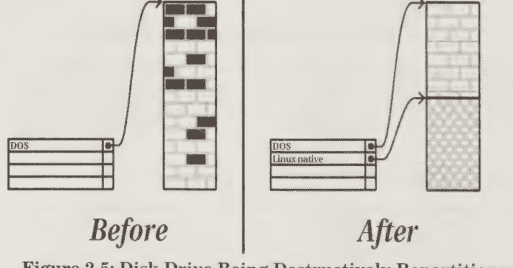 DOS
DOS
Linux native
Before
After
Figure 2.5: Disk Drive Being Destructively Repartitioned